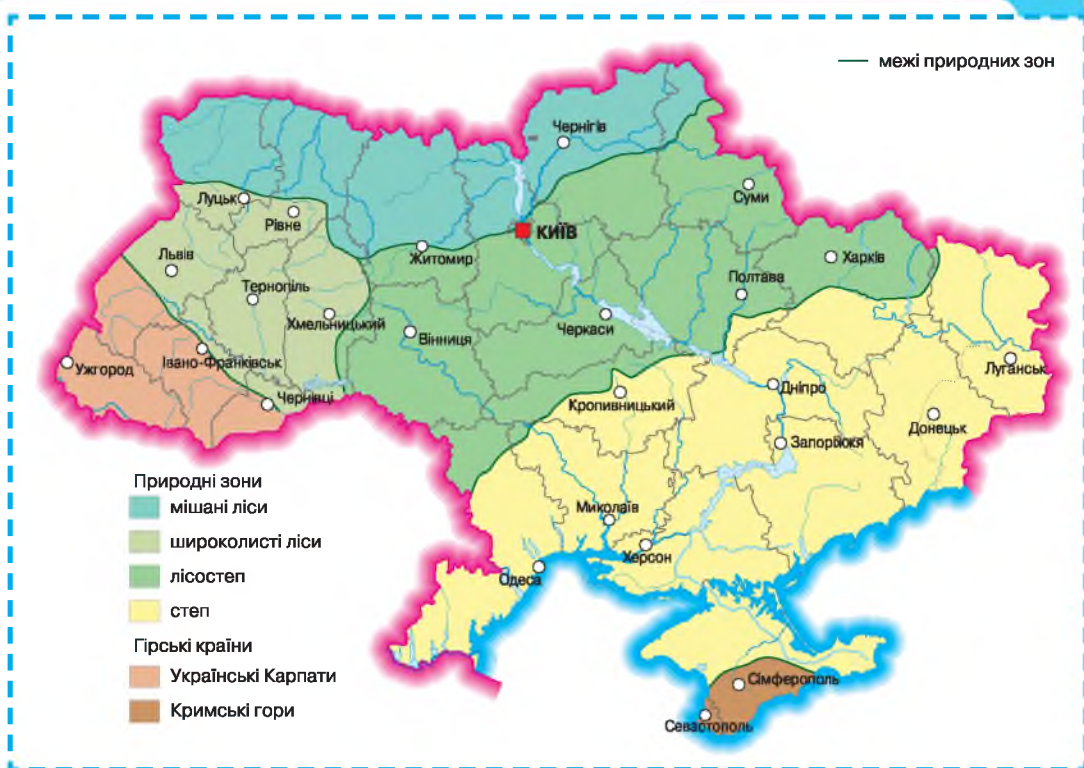 межі природних зон
Чернігів
Луцьк
Рівне
Суми
КИЇВ
Житомир
Львів
Харків
Тернопіль
Полтава
Хмельницький
Черкаси
Вінниця
Ужгород
Івано-Франківськ
Луганськ
Чернівці
Кропивницький
Дніпро
Донецьк
Запоріжжя
Природні зони
мішані ліси
широколисті ліси
лісостеп
степ
Гірські країни
Українські Карпати
Кримські гори
Миколаїв
Херсон
Одеса
Сімферополь
Севастополь